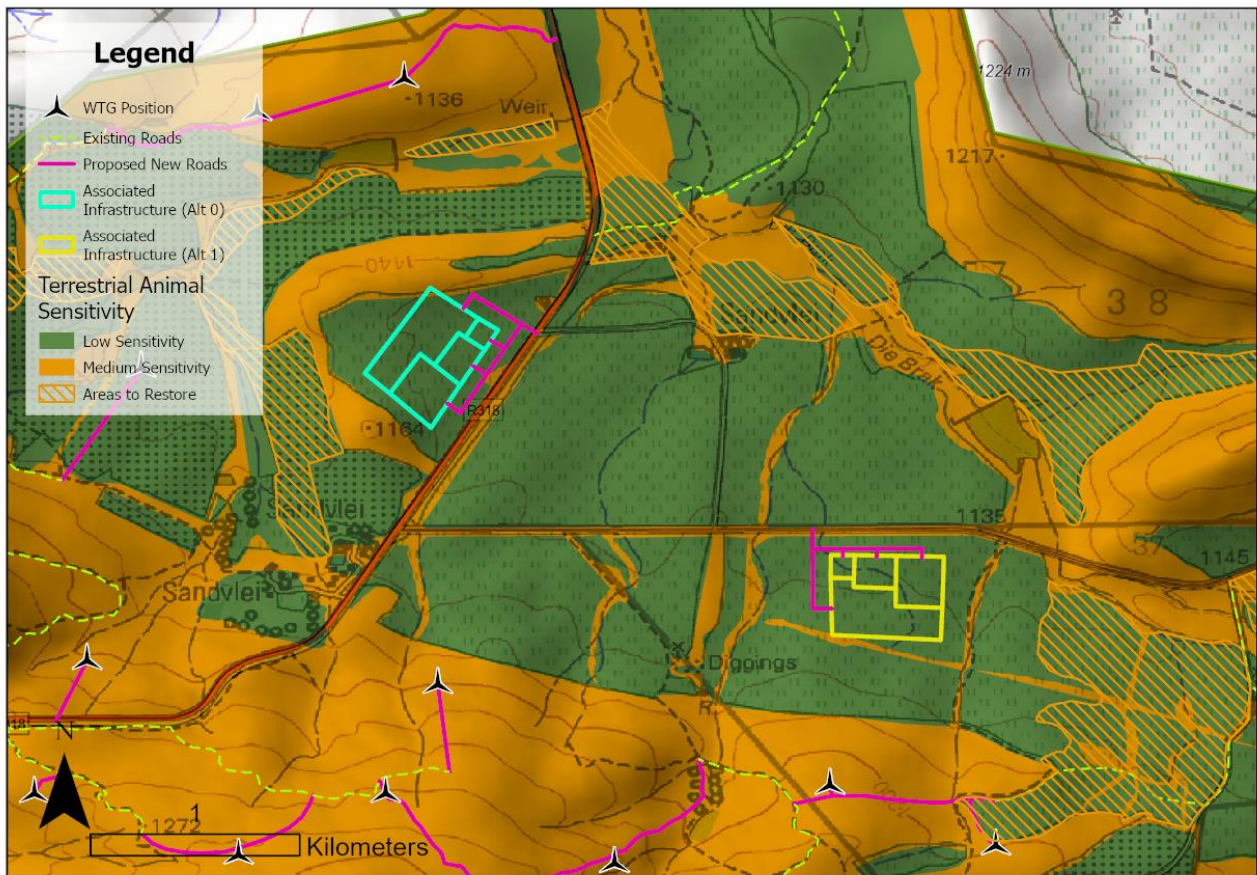 Legend
WTG Position
Existing Roads
Proposed New Roads
Associated
Infrastructure (Alt 0)
Associated
Infrastructure (Alt 1)
Terrestrial Animal
Sensitivity
Low Sensitivity
Medium Sensitivity
Areas to Restore
1136
Weir
1224 m
1217
1130
1140
3 8
Sandvlei
Die Brak
R318
1164
Sandvlei
1135
37
1145
Sandvlei
Diggings
R.
18
N
1
1272
Kilometers